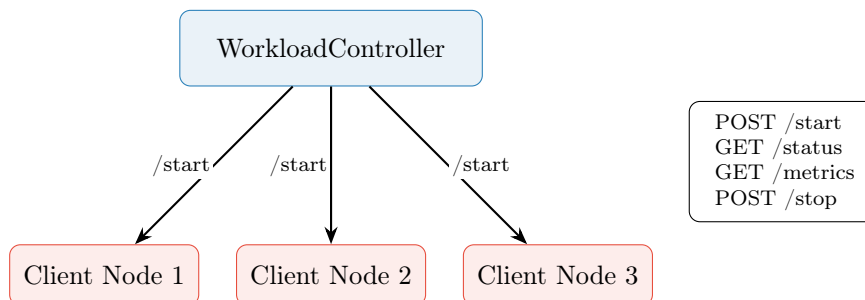 WorkloadController
/start
/start
/start
POST /start
GET /status
GET /metrics
POST /stop
Client Node 1
Client Node 2
Client Node 3